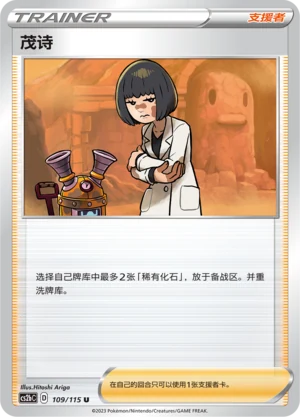 TRAINER
支援者
茂诗
选择自己牌库中最多2张「稀有化石」，放于备战区。并重
洗牌库。
Illus.Hitoshi Ariga
cs2bC D 109/115 U
在自己的回合只可以使用1张支援者卡。
©2023 Pokémon/Nintendo/Creatures/GAME FREAK.